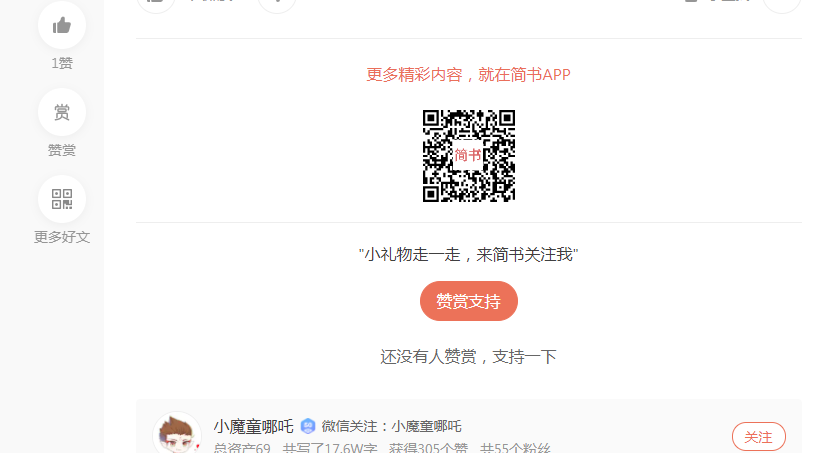 1赞
赏
赞赏
更多好文
更多精彩内容，就在简书APP
简书
"小礼物走一走，来简书关注我"
赞赏支持
还没有人赞赏，支持一下
小魔童哪吒 微信关注：小魔童哪吒
总资产69 共写了17.6W字 获得305个赞 共55个粉丝
关注